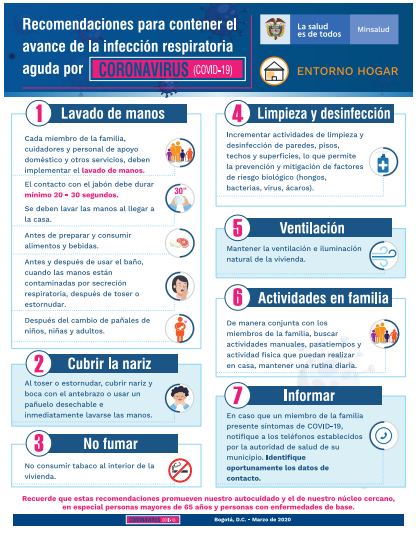 Recomendaciones para contener el
avance de la infección respiratoria
aguda por CORONAVIRUS (COVID-19)
La salud
es de todos
Minsalud
ENTORNO HOGAR
1 Lavado de manos
Cada miembro de la familia,
cuidadores y personal de apoyo
doméstico y otros servicios, deben
implementar el lavado de manos.
El contacto con el jabón debe durar
mínimo 20 - 30 segundos.
30"
Se deben lavar las manos al llegar a
la casa.
Antes de preparar y consumir
alimentos y bebidas.
Antes y después de usar el baño,
cuando las manos están
contaminadas por secreción
respiratoria, después de toser o
estornudar.
Después del cambio de pañales de
niños, niñas y adultos.
2 Cubrir la nariz
Al toser o estornudar, cubrir nariz y
boca con el antebrazo o usar un
pañuelo desechable e
inmediatamente lavarse las manos.
3 No fumar
No consumir tabaco al interior de la
vivienda.
4 Limpieza y desinfección
Incrementar actividades de limpieza y
desinfección de paredes, pisos,
techos y superficies, lo que permite
la prevención y mitigación de factores
de riesgo biológico (hongos,
bacterias, virus, ácaros).
5 Ventilación
Mantener la ventilación e iluminación
natural de la vivienda.
6 Actividades en familia
De manera conjunta con los
miembros de la familia, buscar
actividades manuales, pasatiempos y
actividad física que puedan realizar
en casa, mantener una rutina diaria.
7 Informar
En caso que un miembro de la familia
presente síntomas de COVID-19,
notifique a los teléfonos establecidos
por la autoridad de salud de su
municipio. Identifique
oportunamente los datos de
contacto.
Recuerde que estas recomendaciones promueven nuestro autocuidado y el de nuestro núcleo cercano,
en especial personas mayores de 65 años y personas con enfermedades de base.
CORONAVIRUS Bogotá, D.C. - Marzo de 2020